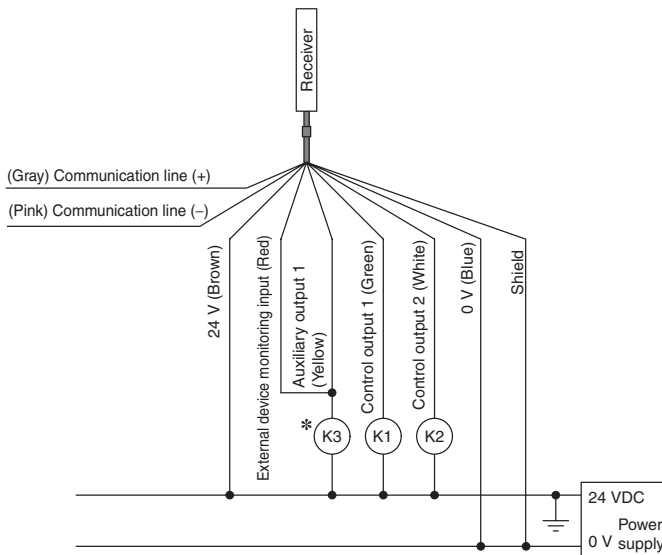 Receiver
(Gray) Communication line (+)
(Pink) Communication line (−)
24 V (Brown)
External device monitoring input (Red)
Auxiliary output 1
(Yellow)
Control output 1 (Green)
Control output 2 (White)
0 V (Blue)
Shield
* K3
K1
K2
24 VDC
Power
0 V supply